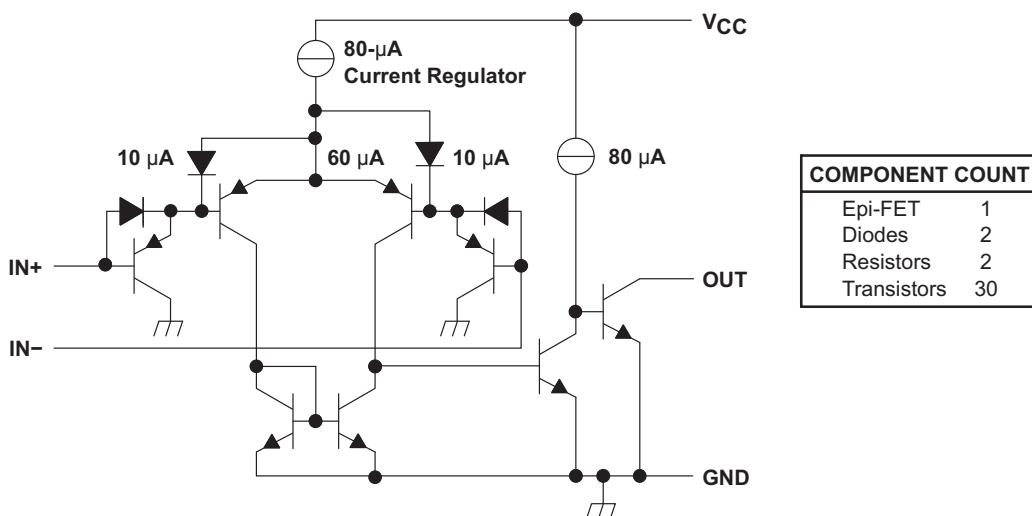 VCC
80-µA
Current Regulator
10 µA
60 µA
10 µA
80 µA
IN+
OUT
IN−
GND
COMPONENT COUNT
Epi-FET 1
Diodes 2
Resistors 2
Transistors 30